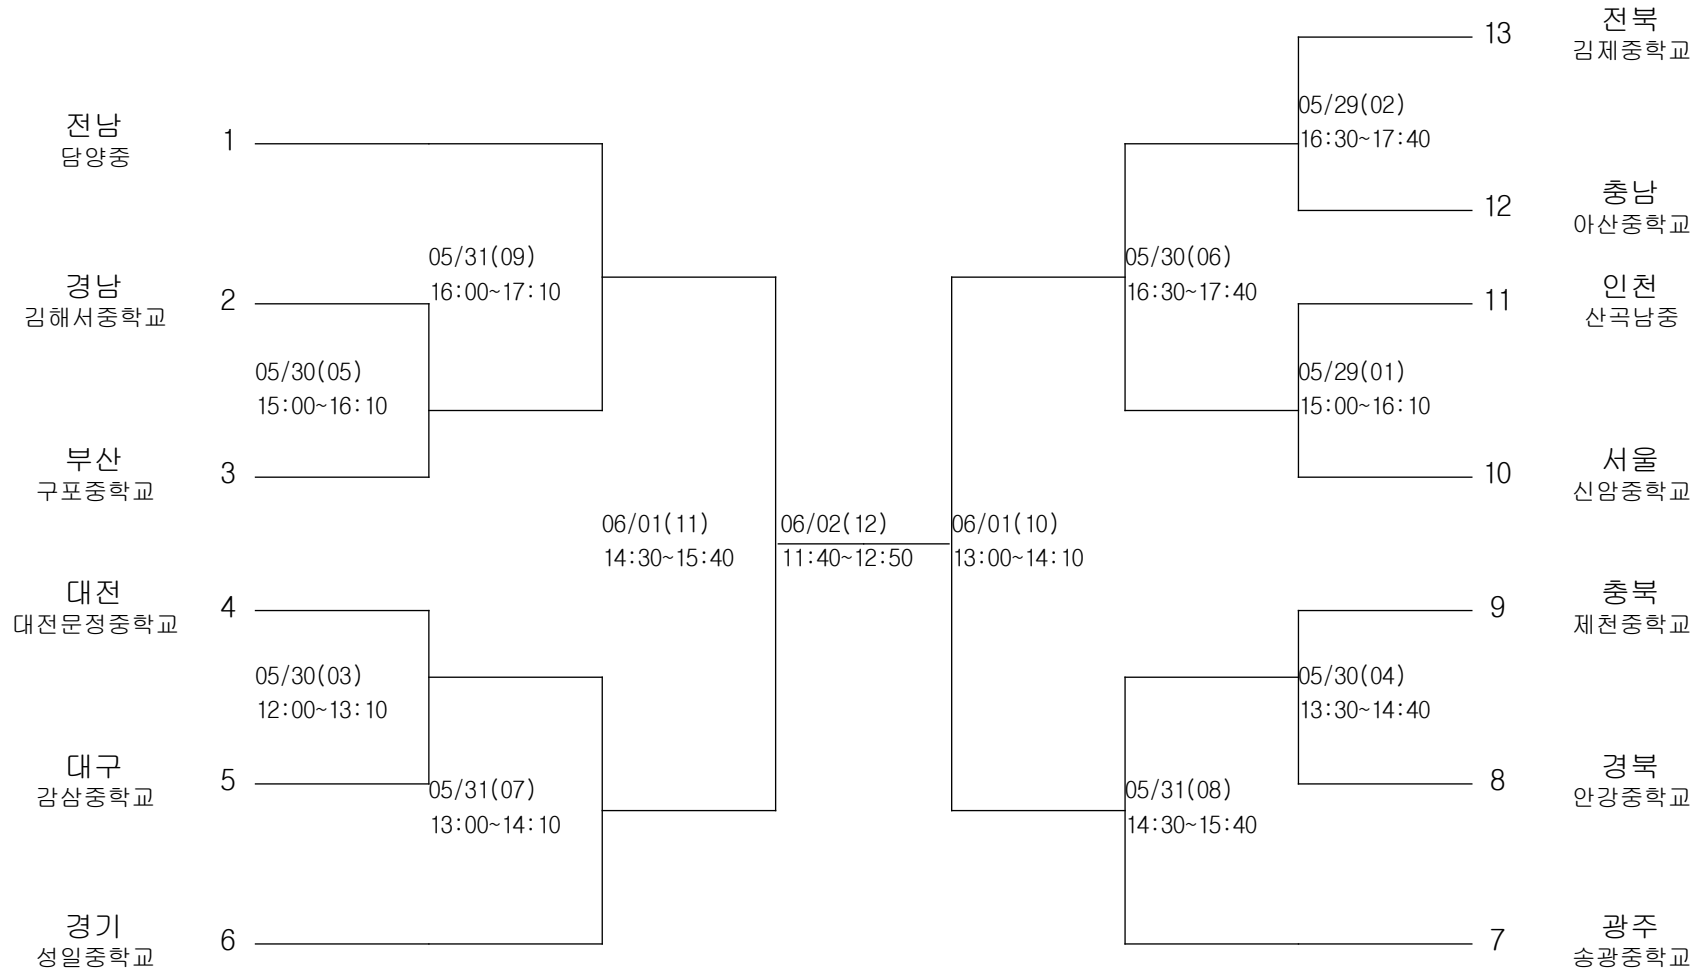 전남
담양중
1
경남
김해서중학교
2
05/30(05)
15:00~16:10
부산
구포중학교
3
05/31(09)
16:00~17:10
대전
대전문정중학교
4
05/30(03)
12:00~13:10
대구
감삼중학교
5
05/31(07)
13:00~14:10
경기
성일중학교
6
06/01(11)
14:30~15:40
06/02(12)
11:40~12:50
06/01(10)
13:00~14:10
13
전북
김제중학교
05/29(02)
16:30~17:40
12
충남
아산중학교
05/30(06)
16:30~17:40
11
인천
산곡남중
05/29(01)
15:00~16:10
10
서울
신암중학교
9
충북
제천중학교
05/30(04)
13:30~14:40
8
경북
안강중학교
05/31(08)
14:30~15:40
7
광주
송광중학교